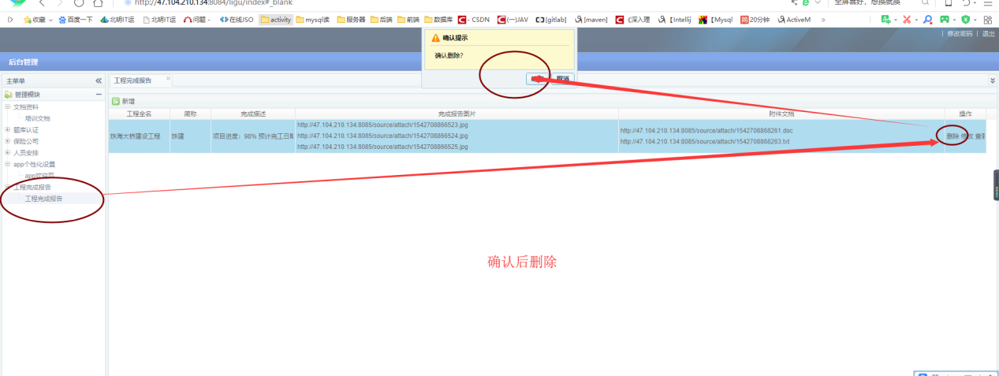 http://47.104.210.134:8084/ligu/index#_blank
全屏喜好，想换就换
收藏 百度一下 北明IT运 北明IT运 问题 - 在线JSO activity mysql读 服务器 后端 前端 数据库 - CSDN (一)JAV [gitlab] [maven] 《深入理 【Intellij 【Mysql 20分钟 ActiveM »
修改密码 | 退出
确认提示
确认删除?
取消
后台管理
主菜单
管理模块
文档资料
培训文档
题库认证
保险公司
人员安排
app个性化设置
app欢迎页
工程完成报告
工程完成报告
工程完成报告
新增
工程全名 简称 完成描述 完成报告图片 附件文档 操作
珠海大桥建设工程 珠建 项目进度：98% 预计完工日期
http://47.104.210.134:8085/source/attach/1542708866523.jpg
http://47.104.210.134:8085/source/attach/1542708866524.jpg
http://47.104.210.134:8085/source/attach/1542708866525.jpg
http://47.104.210.134:8085/source/attach/1542708868261.doc
http://47.104.210.134:8085/source/attach/1542708868263.txt
删除 修改
确认后删除